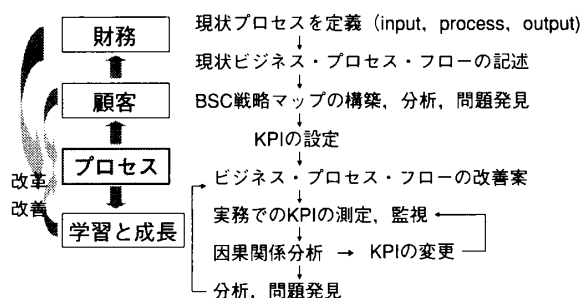 財務
顧客
プロセス
学習と成長
改革
改善
現状プロセスを定義（input，process，output)
現状ビジネス・プロセス・フローの記述
BSC戦略マップの構築，分析，問題発見
KPIの設定
ビジネス・プロセス・フローの改善案
実務でのKPIの測定，監視
因果関係分析 → KPIの変更
分析，問題発見